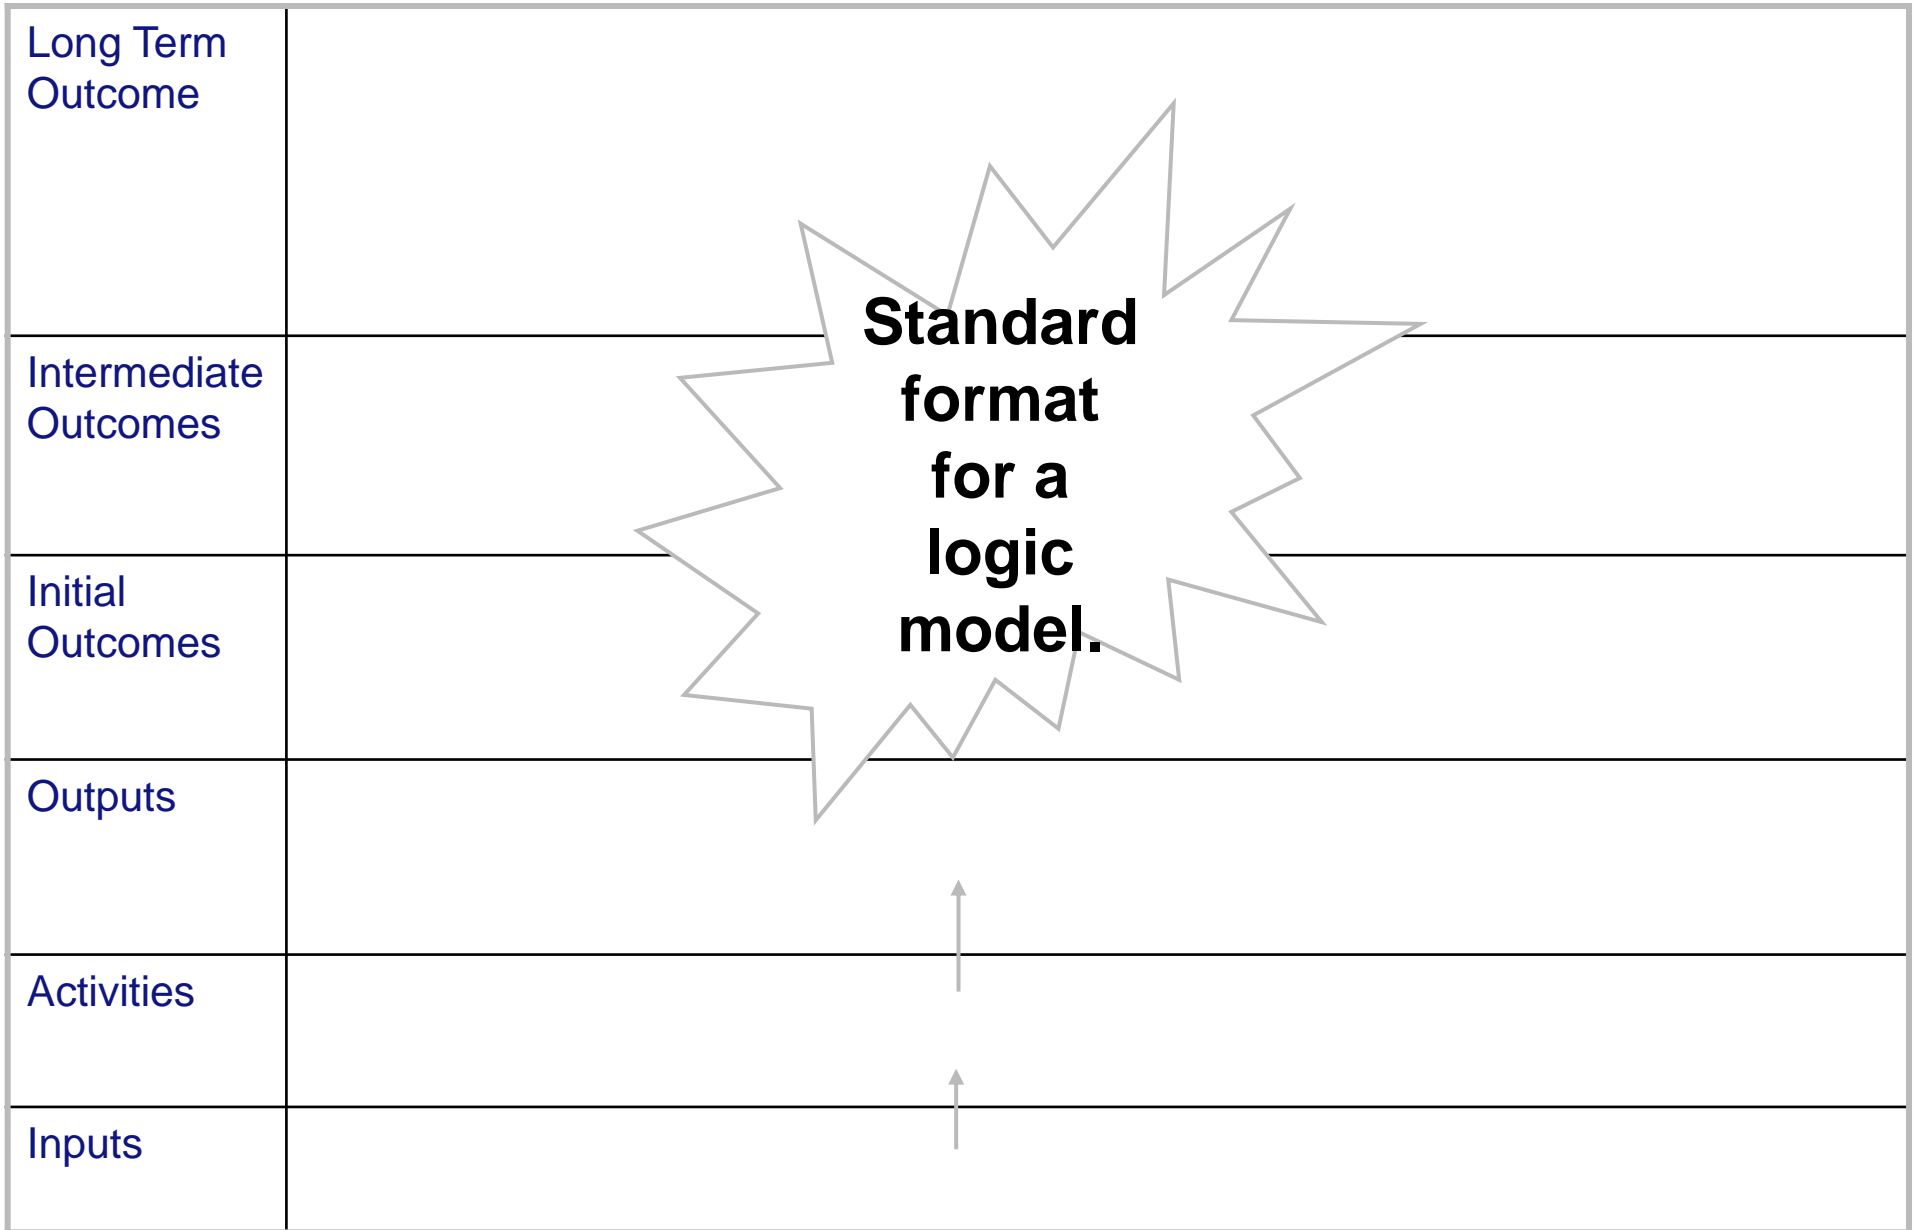 Long Term
Outcome
Standard
format
for a
logic
model.
Intermediate
Outcomes
Initial
Outcomes
Outputs
Activities
Inputs